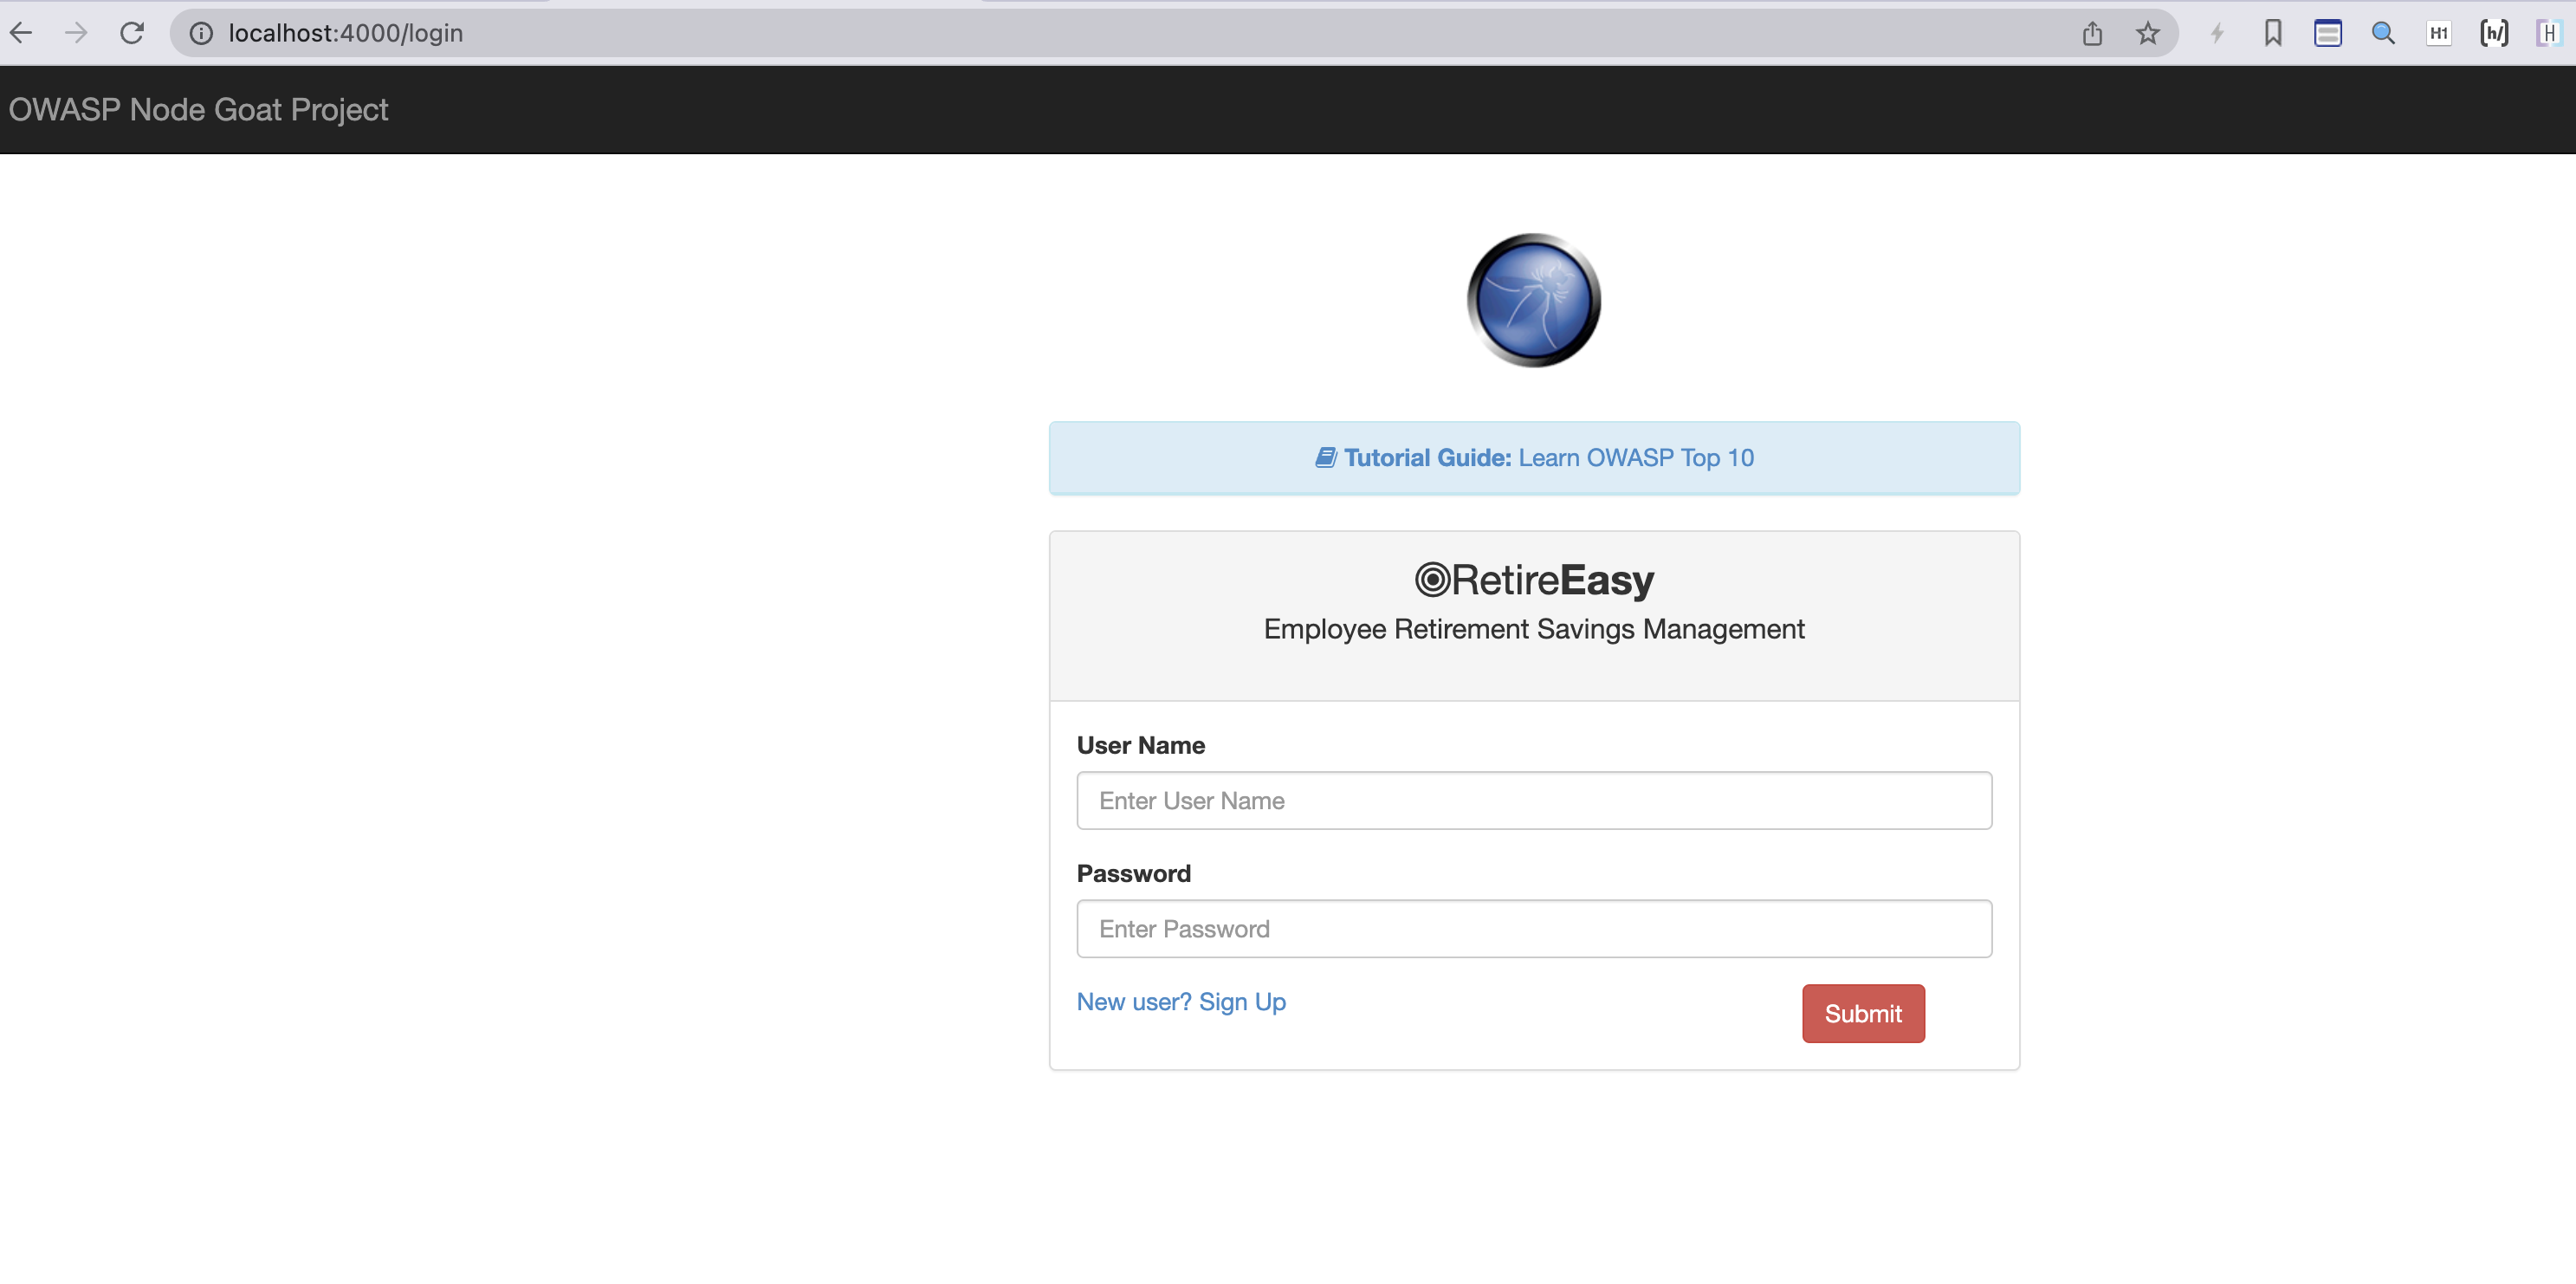 localhost:4000/login
H1
[h/]
H
OWASP Node Goat Project
Tutorial Guide: Learn OWASP Top 10
RetireEasy
Employee Retirement Savings Management
User Name
Enter User Name
Password
Enter Password
New user? Sign Up
Submit